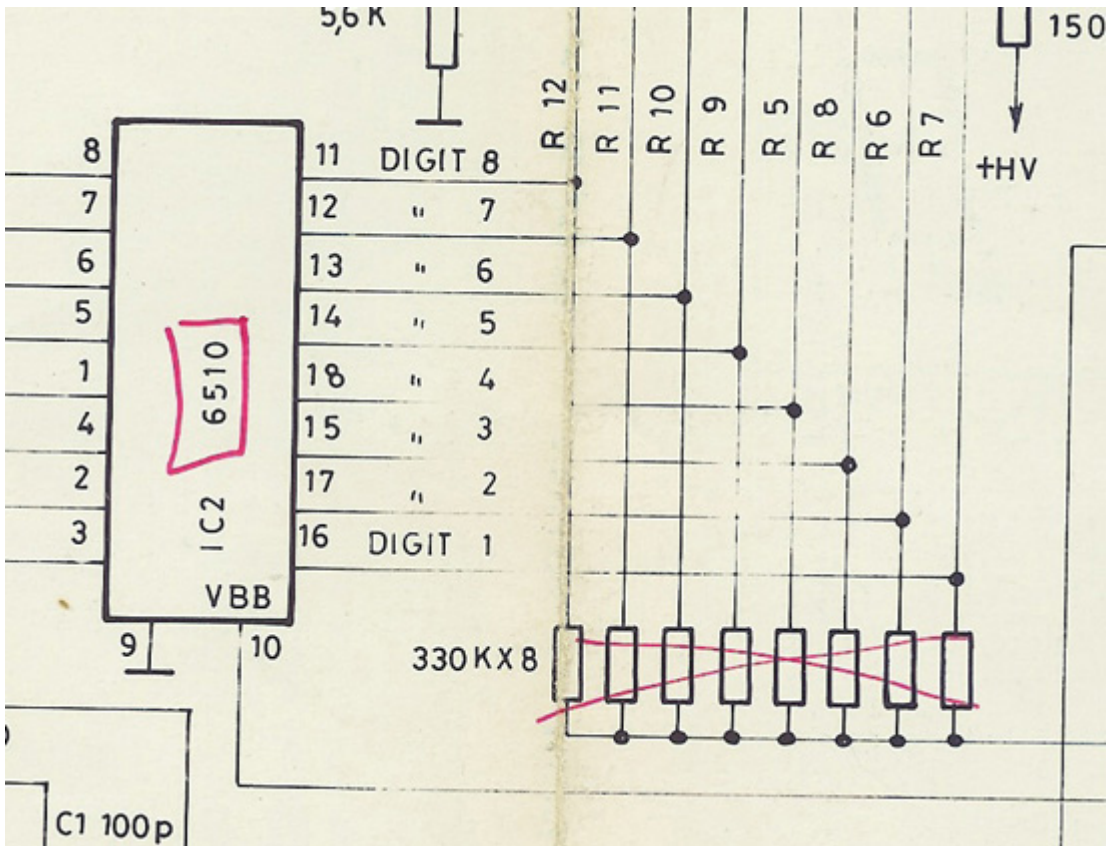 5,6 K
150
R 12
R 11
R 10
R 9
R 5
R 8
R 6
R 7
+HV
8 11 DIGIT 8
7 12 " 7
6 13 " 6
5 14 " 5
1 18 " 4
4 15 " 3
2 17 " 2
3 16 DIGIT 1
6510
IC2
VBB
9 10
330 K X 8
C1 100p